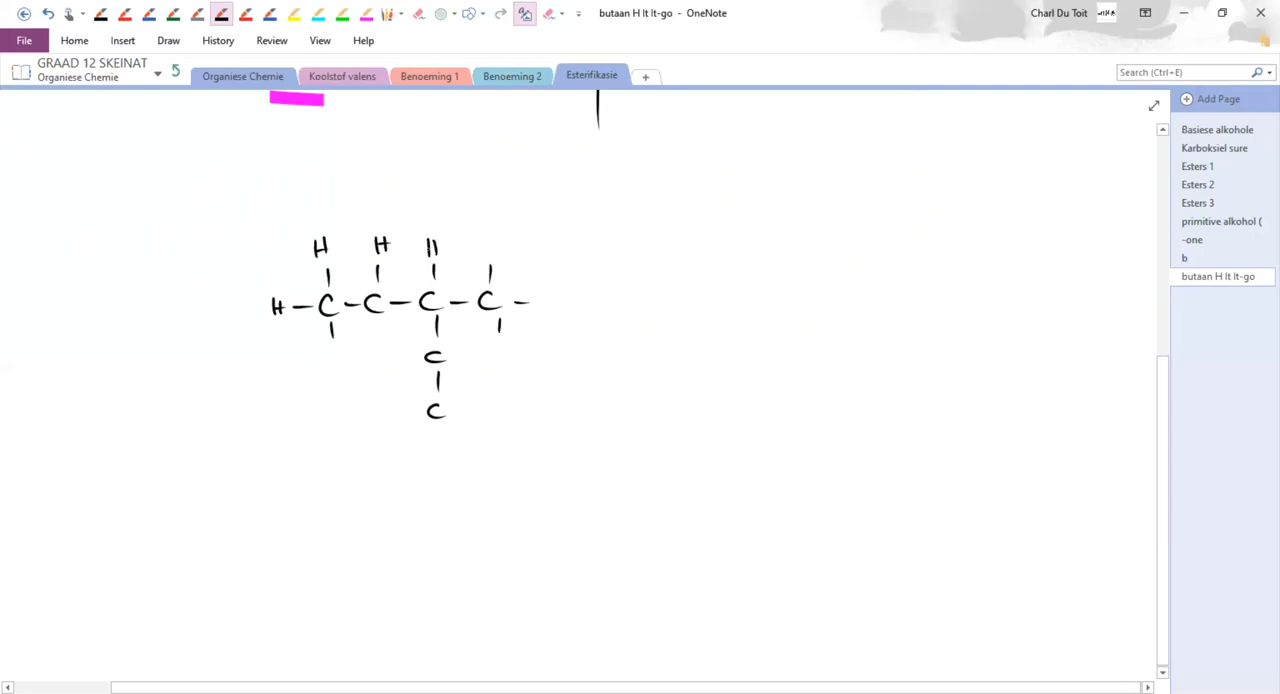 butaan H lt lt-go - OneNote
Charl Du Toit
File Home Insert Draw History Review View Help
GRAAD 12 SKEINAT
Organiese Chemie
Organiese Chemie Koolstof valens Benoeming 1 Benoeming 2 Esterifikasie +
Search (Ctrl+E)
Add Page
Basiese alkohole
Karboksiel sure
Esters 1
Esters 2
Esters 3
primitive alkohol (
-one
b
butaan H lt lt-go
H H H
H - C - C - C - C -
C
C